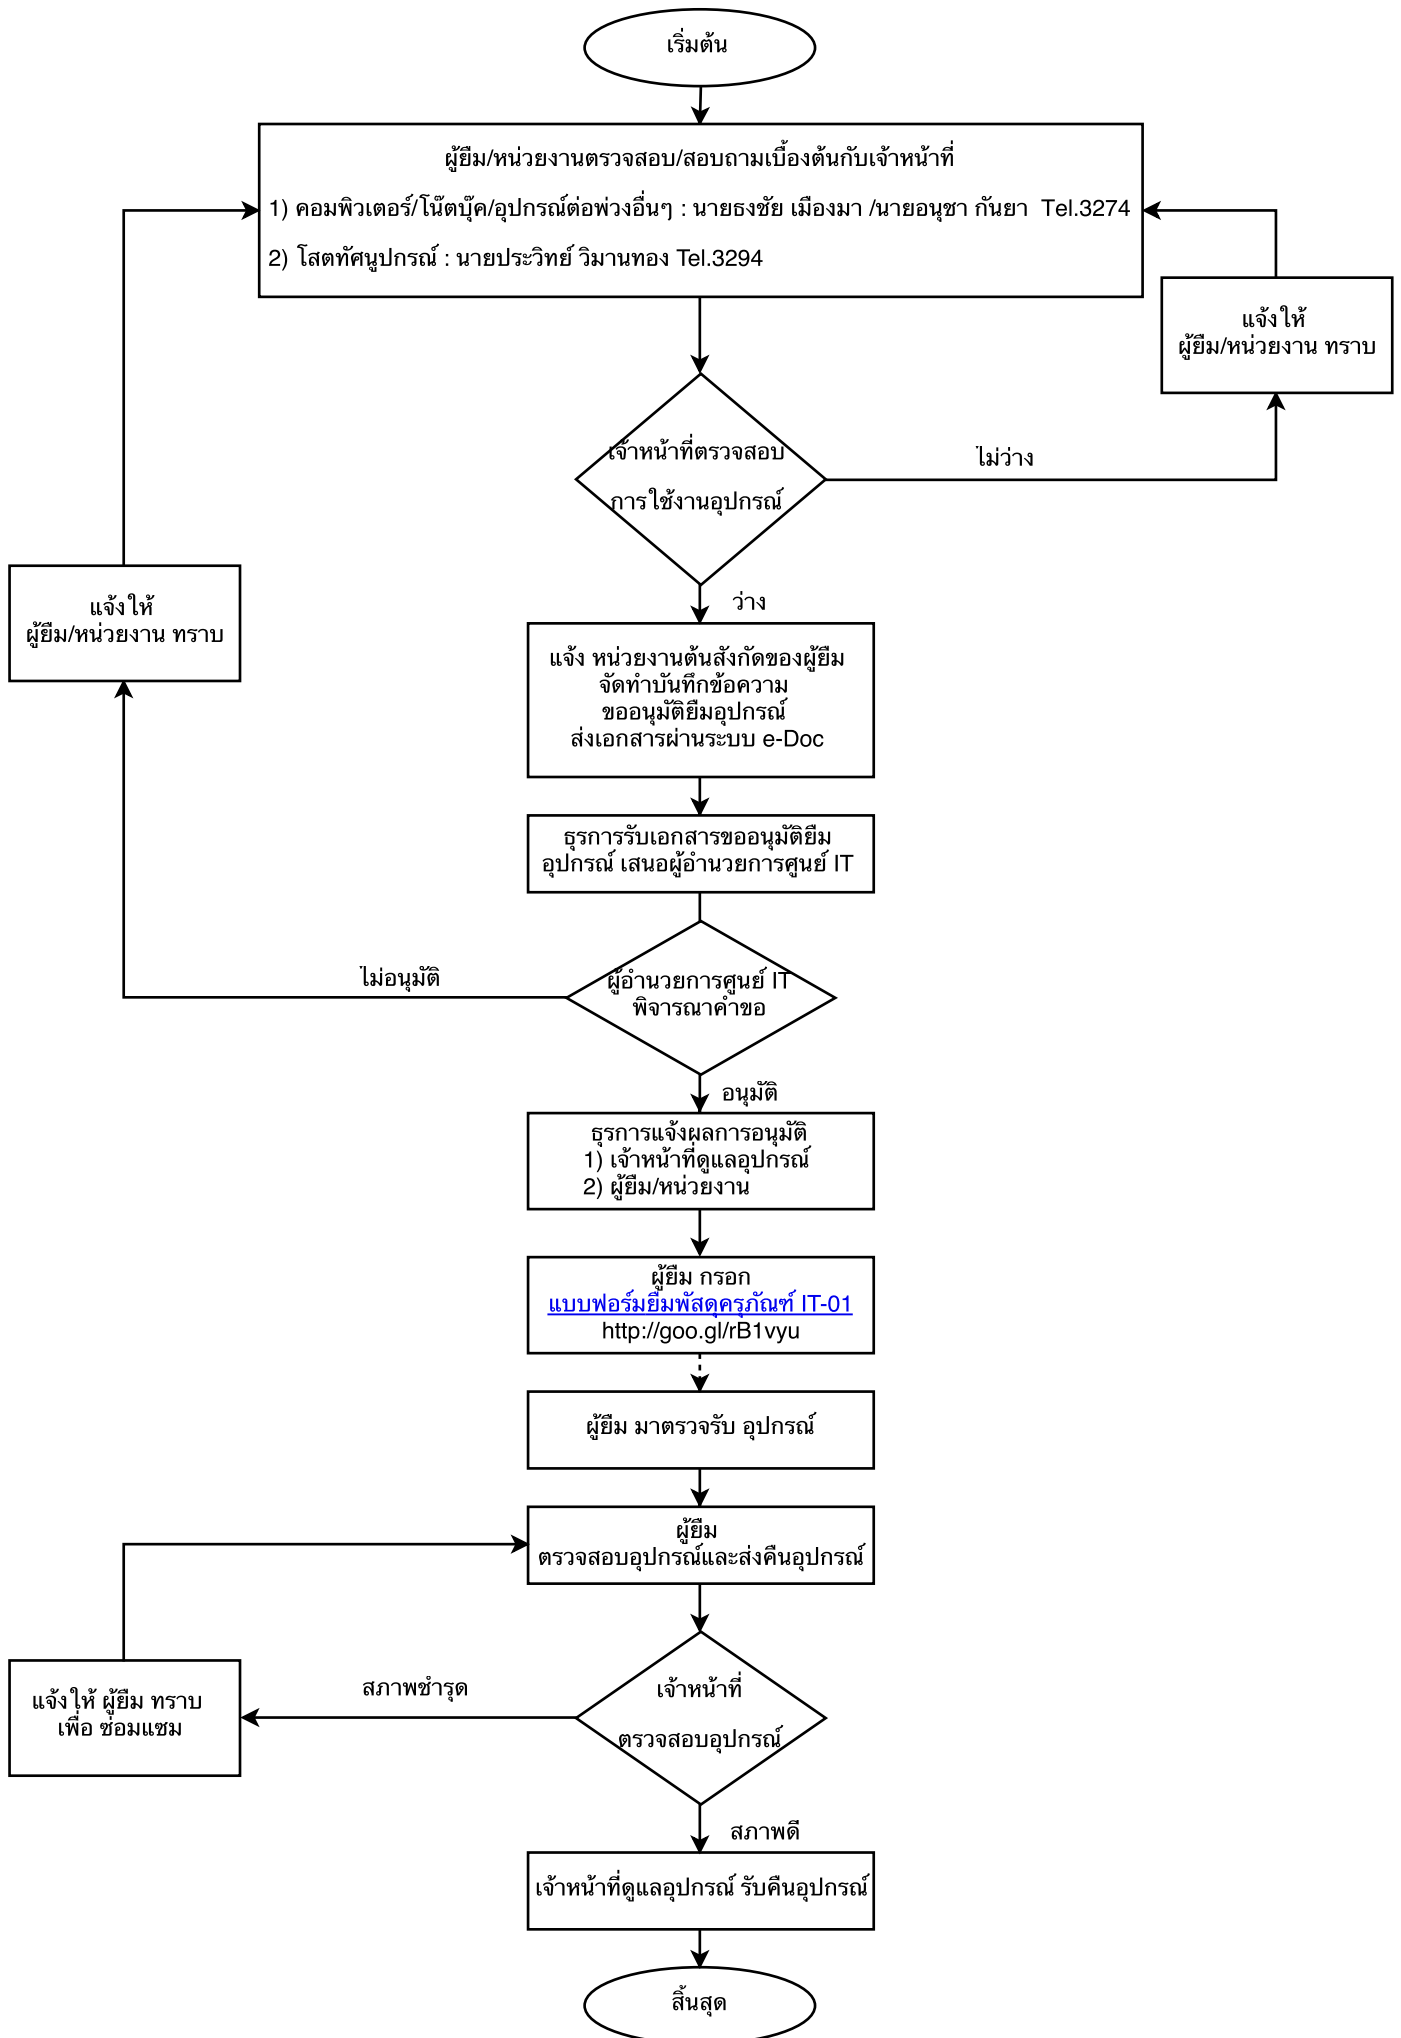 เริ่มต้น
ผู้ยืม/หน่วยงานตรวจสอบ/สอบถามเบื้องต้นกับเจ้าหน้าที่
1) คอมพิวเตอร์/โน๊ตบุ๊ค/อุปกรณ์ต่อพ่วงอื่นๆ : นายธงชัย เมืองมา /นายอนุชา กันยา Tel.3274
2) โสตทัศนูปกรณ์ : นายประวิทย์ วิมานทอง Tel.3294
แจ้งให้
ผู้ยืม/หน่วยงาน ทราบ
เจ้าหน้าที่ตรวจสอบ
การใช้งานอุปกรณ์
ไม่ว่าง
ว่าง
แจ้งให้
ผู้ยืม/หน่วยงาน ทราบ
แจ้ง หน่วยงานต้นสังกัดของผู้ยืม
จัดทำบันทึกข้อความ
ขออนุมัติยืมอุปกรณ์
ส่งเอกสารผ่านระบบ e-Doc
ธุรการรับเอกสารขออนุมัติยืม
อุปกรณ์ เสนอผู้อำนวยการศูนย์ IT
ไม่อนุมัติ
ผู้อำนวยการศูนย์ IT
พิจารณาคำขอ
อนุมัติ
ธุรการแจ้งผลการอนุมัติ
1) เจ้าหน้าที่ดูแลอุปกรณ์
2) ผู้ยืม/หน่วยงาน
ผู้ยืม กรอก
แบบฟอร์มยืมพัสดุครุภัณฑ์ IT-01
http://goo.gl/rB1vyu
ผู้ยืม มาตรวจรับ อุปกรณ์
ผู้ยืม
ตรวจสอบอุปกรณ์และส่งคืนอุปกรณ์
แจ้งให้ ผู้ยืม ทราบ
เพื่อ ซ่อมแซม
สภาพชำรุด
เจ้าหน้าที่
ตรวจสอบอุปกรณ์
สภาพดี
เจ้าหน้าที่ดูแลอุปกรณ์ รับคืนอุปกรณ์
สิ้นสุด